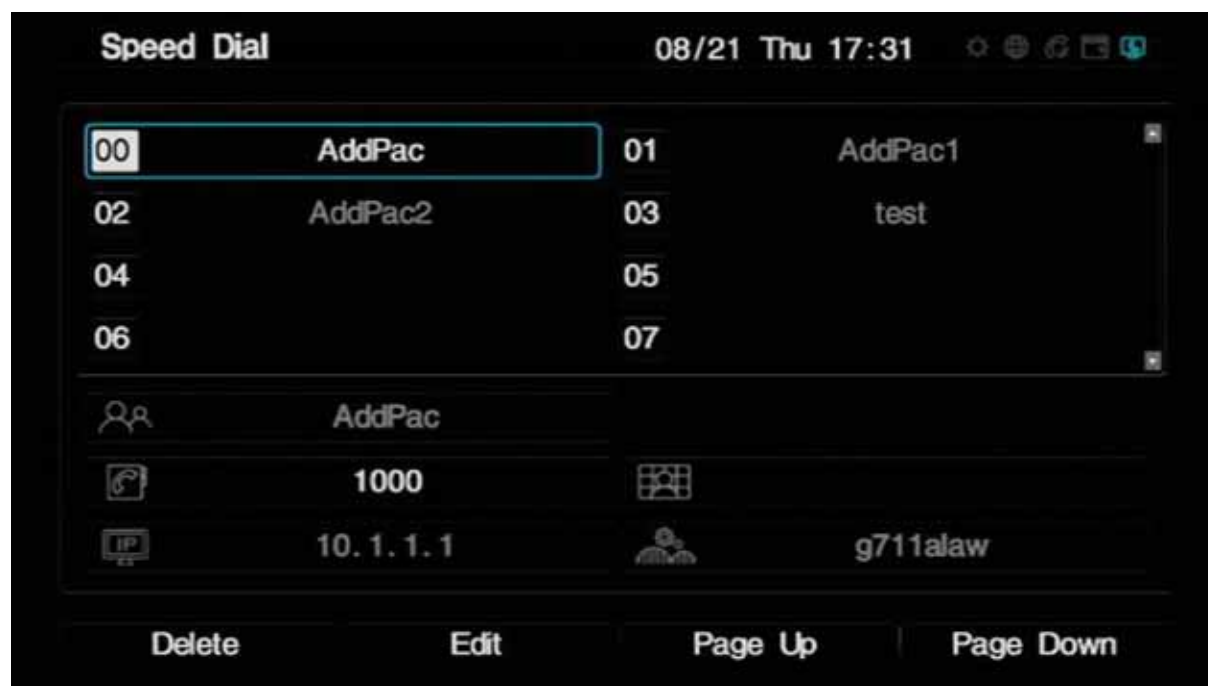 Speed Dial 08/21 Thu 17:31
00 AddPac 01 AddPac1
02 AddPac2 03 test
04 05
06 07
AddPac
1000
IP 10.1.1.1 g711alaw
Delete Edit Page Up Page Down